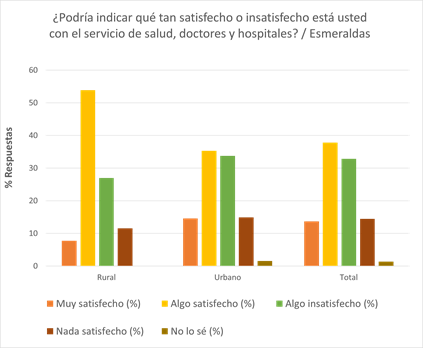 ¿Podría indicar qué tan satisfecho o insatisfecho está usted
con el servicio de salud, doctores y hospitales? / Esmeraldas
60
50
40
30
20
10
0
% Respuestas
Rural Urbano Total
Muy satisfecho (%) Algo satisfecho (%) Algo insatisfecho (%)
Nada satisfecho (%) No lo sé (%)